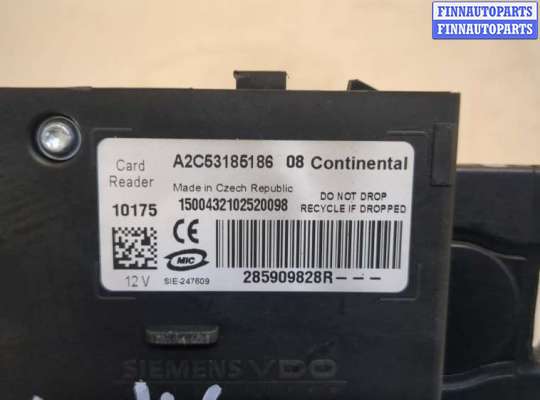 FINNAUTOPARTS
FINNAUTOPARTS
Card Reader
A2C53185186 08 Continental
Made in Czech Republic
10175
1500432102520098
DO NOT DROP
RECYCLE IF DROPPED
CE
MIC
12 V
SIE-247609
285909828R---
SIEMENS VDO